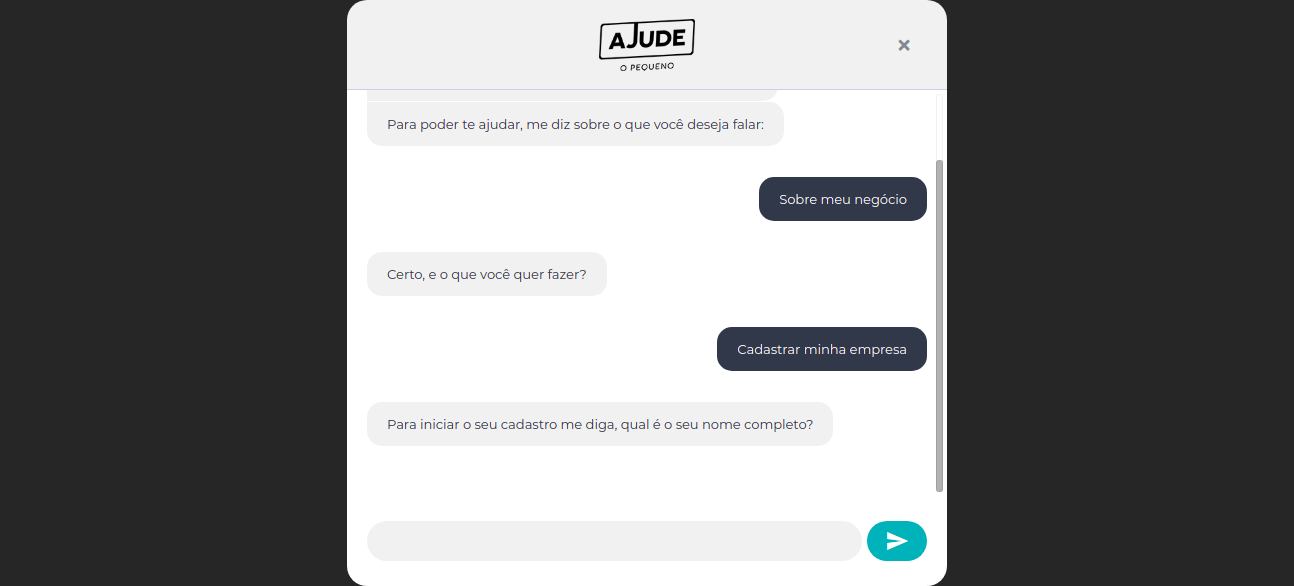 AJUDE
O PEQUENO
Para poder te ajudar, me diz sobre o que você deseja falar:
Sobre meu negócio
Certo, e o que você quer fazer?
Cadastrar minha empresa
Para iniciar o seu cadastro me diga, qual é o seu nome completo?